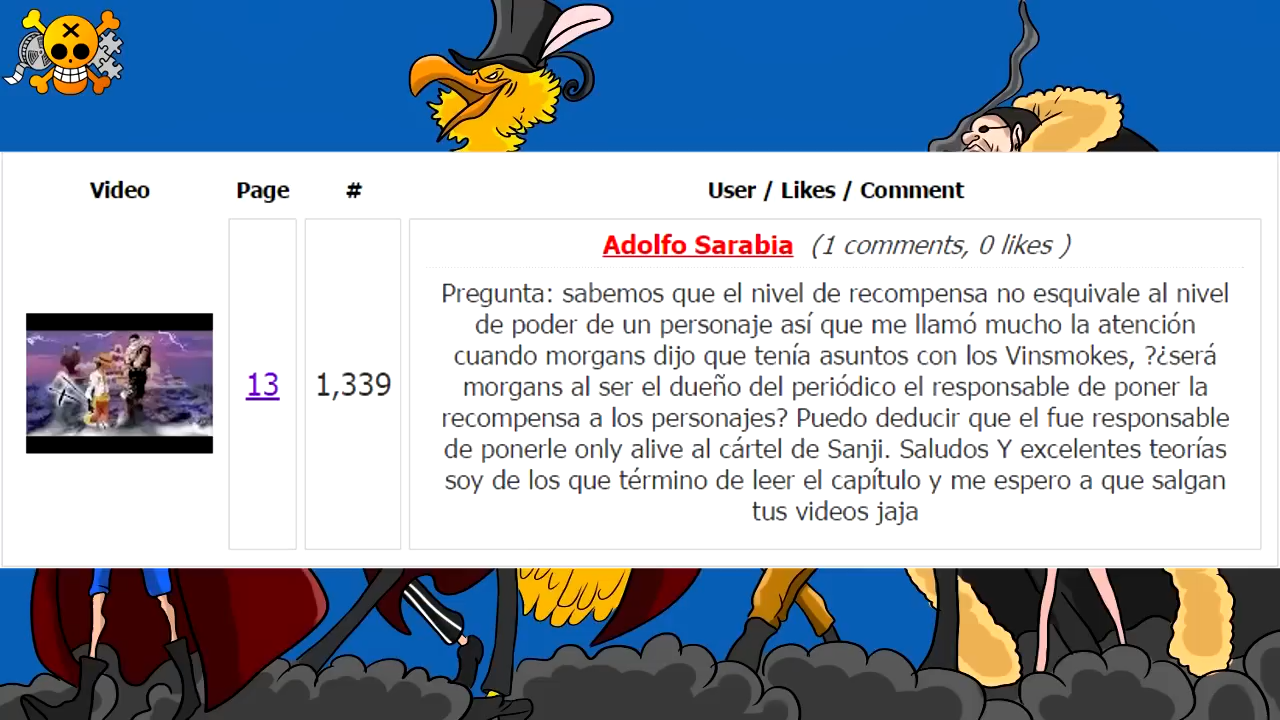 Video Page # User / Likes / Comment
Adolfo Sarabia (1 comments, 0 likes )
13 1,339
Pregunta: sabemos que el nivel de recompensa no esquivale al nivel
de poder de un personaje así que me llamó mucho la atención
cuando morgans dijo que tenía asuntos con los Vinsmokes, ?¿será
morgans al ser el dueño del periódico el responsable de poner la
recompensa a los personajes? Puedo deducir que el fue responsable
de ponerle only alive al cártel de Sanji. Saludos Y excelentes teorías
soy de los que término de leer el capítulo y me espero a que salgan
tus videos jaja